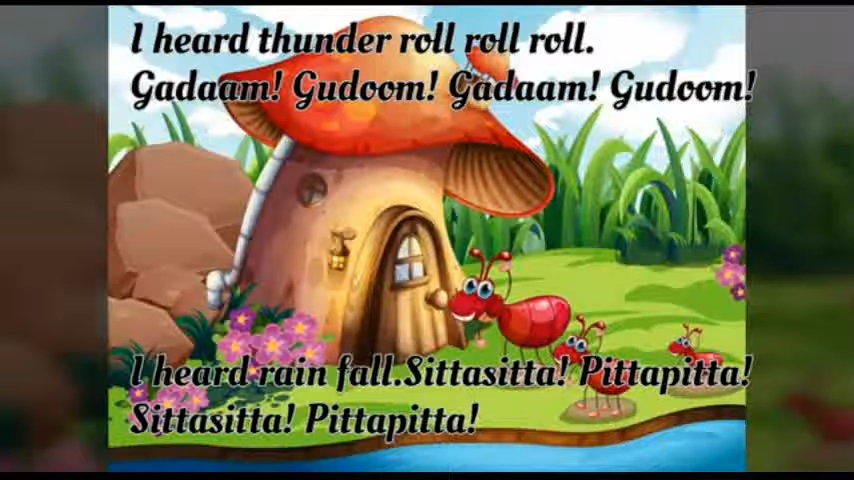 I heard thunder roll roll roll.
Gadaam! Gudoom! Gadaam! Gudoom!
I heard rain fall.Sittasitta! Pittapitta!
Sittasitta! Pittapitta!